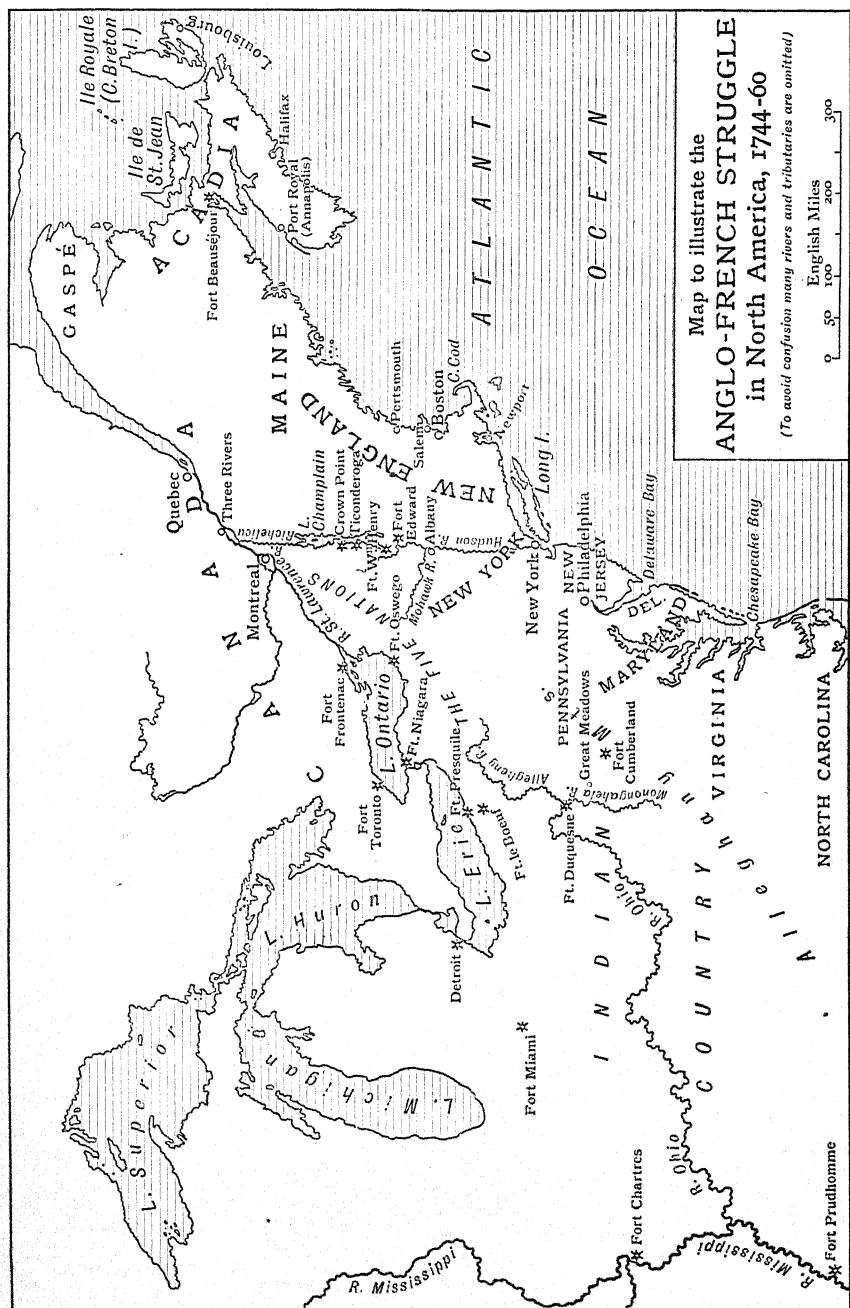 Map to illustrate the
ANGLO-FRENCH STRUGGLE
in North America, 1744-60
(To avoid confusion many rivers and tributaries are omitted)
0 50 100 200 300
English Miles
Ile Royale
(C. Breton I.)
Louisbourg
Ile de
St. Jean
GASPÉ
ACADIA
Halifax
Port Royal
(Annapolis)
Fort Beauséjour
ATLANTIC
OCEAN
CANADA
Quebec
Three Rivers
Montreal
Richelieu
R. St. Lawrence
MAINE
NEW ENGLAND
Portsmouth
Salem
Boston
C. Cod
Newport
Long I.
L.
Champlain
Crown Point
Ticonderoga
Ft. Wm Henry
Fort
Edward
Albany
Hudson R.
Mohawk R.
NEW YORK
New York
THE FIVE NATIONS
Ft. Oswego
Fort
Frontenac
L. Ontario
Ft. Niagara
Fort
Toronto
L. Superior
L. Huron
L. Michigan
L. Erie
Detroit
Ft. Presquile
Ft. le Boeuf
Allegheny R.
Ft. Duquesne
Monongahela R.
Great Meadows
Fort
Cumberland
PENNSYLVANIA
NEW
JERSEY
Philadelphia
DEL.
Delaware Bay
MARYLAND
Chesapeake Bay
VIRGINIA
NORTH CAROLINA
Alleghany Ms.
INDIAN
COUNTRY
R. Ohio
R. Ohio
Fort Miami
Fort Chartres
Fort Prudhomme
R. Mississippi
R. Mississippi